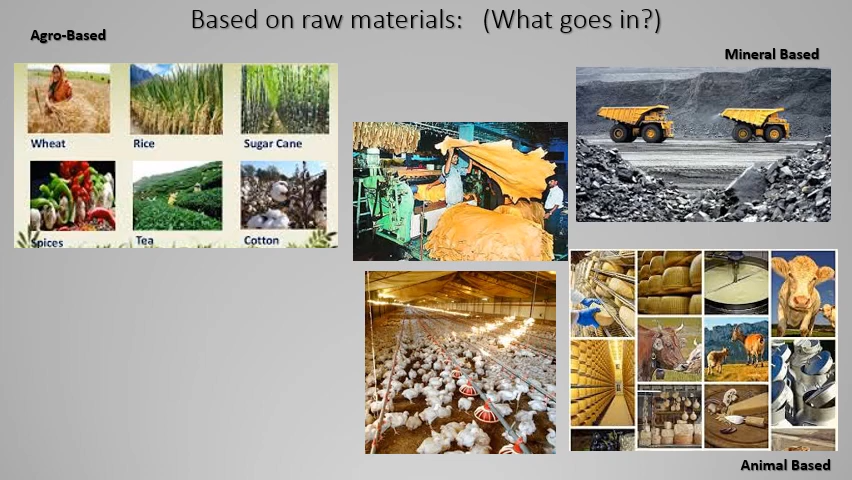 Based on raw materials:   (What goes in?)
Agro-Based
Mineral Based
Wheat
Rice
Sugar Cane
Spices
Tea
Cotton
Animal Based